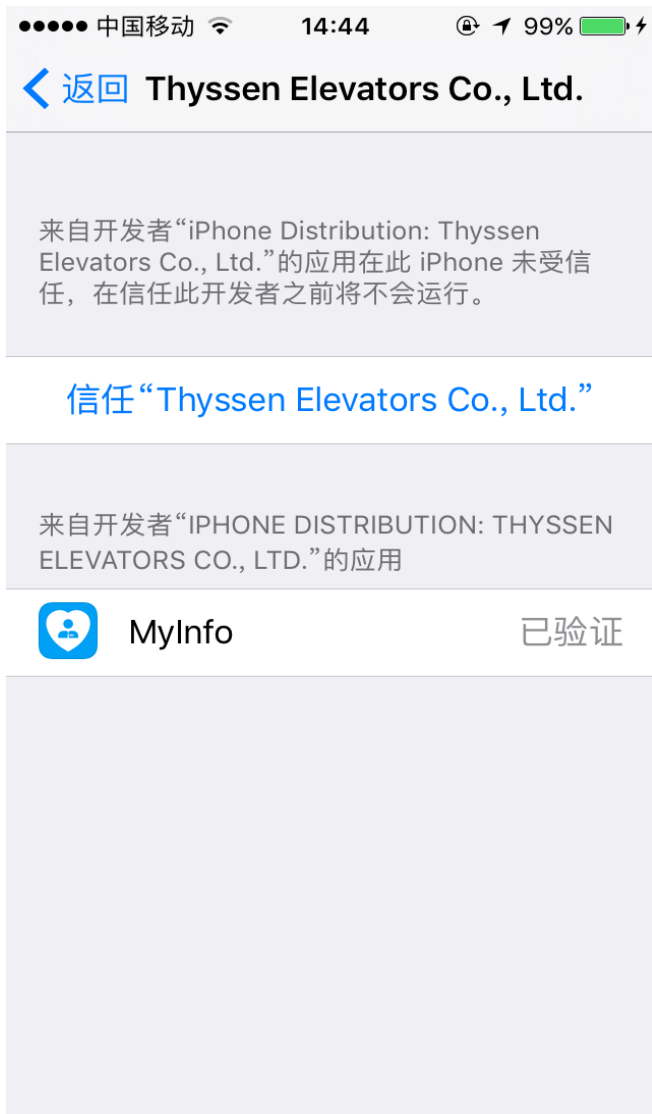 中国移动 14:44 99%
返回 Thyssen Elevators Co., Ltd.
来自开发者“iPhone Distribution: Thyssen
Elevators Co., Ltd.”的应用在此 iPhone 未受信
任，在信任此开发者之前将不会运行。
信任“Thyssen Elevators Co., Ltd.”
来自开发者“IPHONE DISTRIBUTION: THYSSEN
ELEVATORS CO., LTD.”的应用
MyInfo 已验证